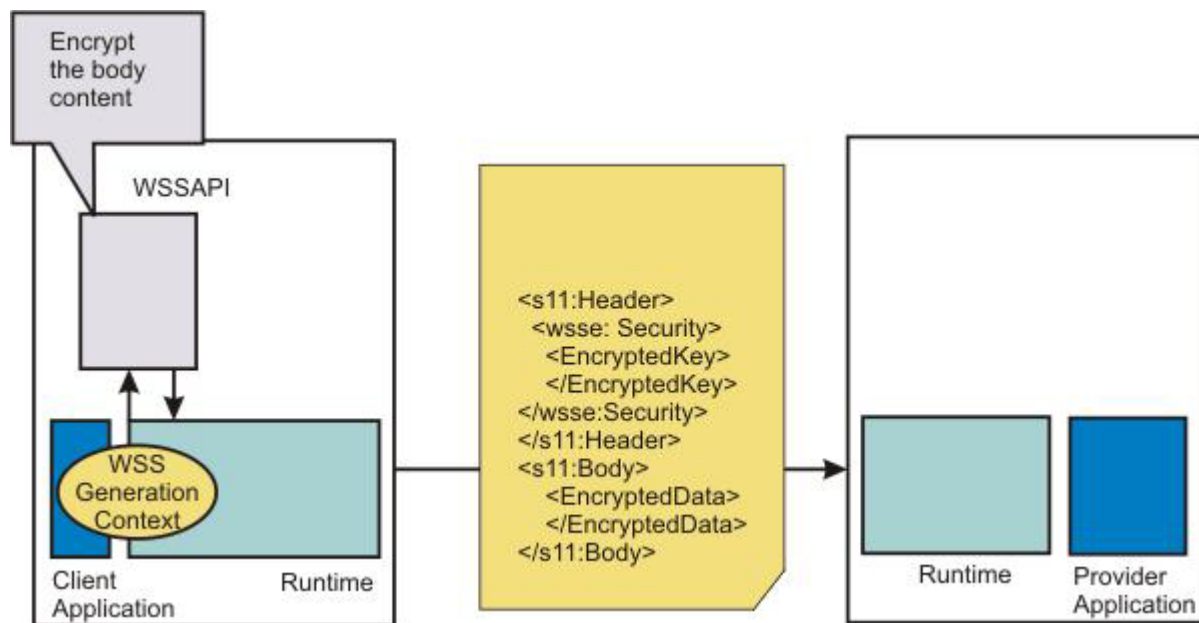 Encrypt
the body
content
WSSAPI
WSS
Generation
Context
Client
Application
Runtime
<s11:Header>
<wsse: Security>
<EncryptedKey>
</EncryptedKey>
</wsse:Security>
</s11:Header>
<s11:Body>
<EncryptedData>
</EncryptedData>
</s11:Body>
Runtime
Provider
Application